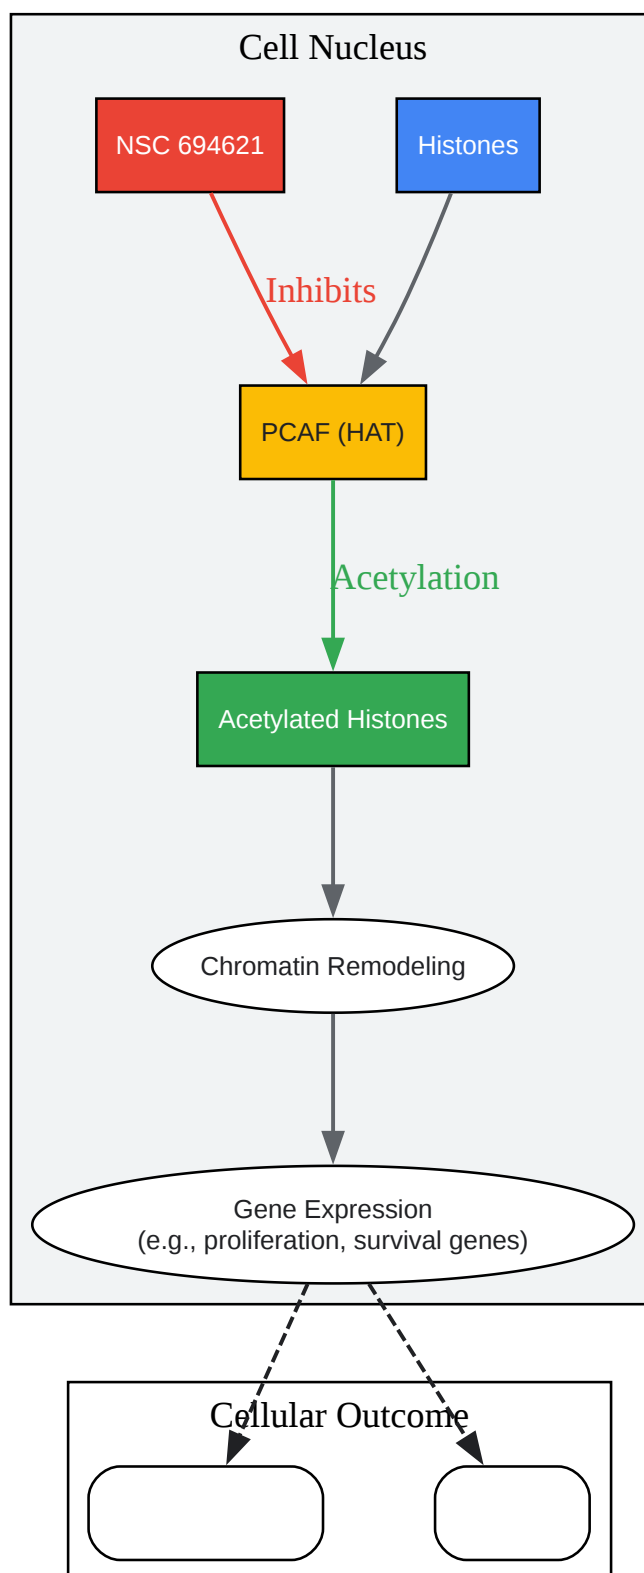 Cell Nucleus
NSC 694621
Histones
Inhibits
PCAF (HAT)
Acetylation
Acetylated Histones
Chromatin Remodeling
Gene Expression
(e.g., proliferation, survival genes)
Cellular Outcome